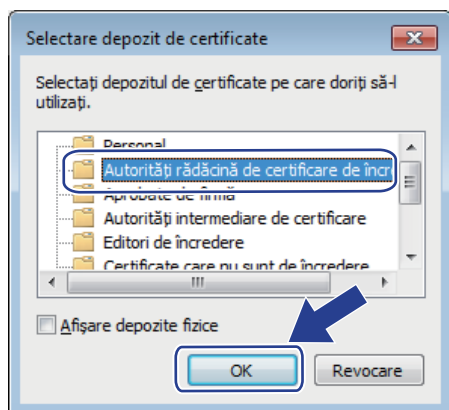 Selectare depozit de certificate
Selectați depozitul de certificate pe care doriți să-l
utilizați.
Personal
Autorități rădăcină de certificare de încr
Aprobate de firmă
Autorități intermediare de certificare
Editori de încredere
Certificate care nu sunt de încredere
Afișare depozite fizice
OK
Revocare